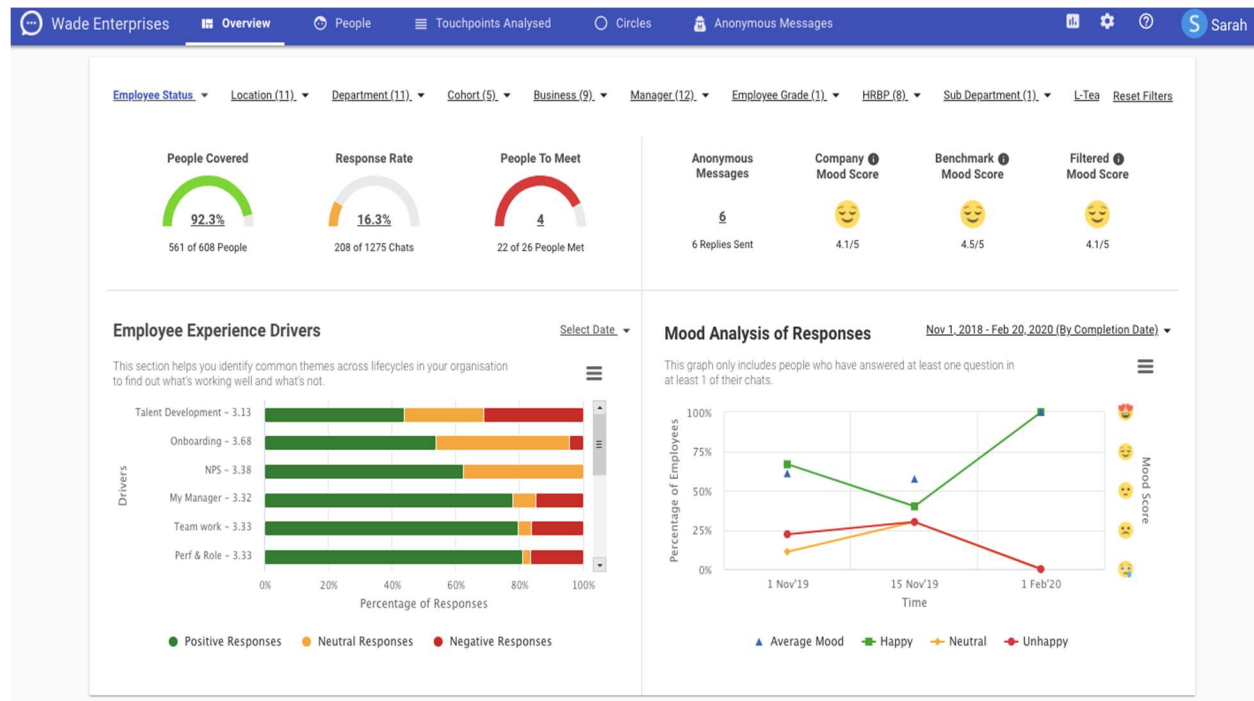 Wade Enterprises Overview People Touchpoints Analysed Circles Anonymous Messages S Sarah
Employee Status Location (11) Department (11) Cohort (5) Business (9) Manager (12) Employee Grade (1) HRBP (8) Sub Department (1) L-Tea Reset Filters
People Covered
92.3%
561 of 608 People
Response Rate
16.3%
208 of 1275 Chats
People To Meet
4
22 of 26 People Met
Anonymous
Messages
6
6 Replies Sent
Company
Mood Score
4.1/5
Benchmark
Mood Score
4.5/5
Filtered
Mood Score
4.1/5
Employee Experience Drivers
Select Date
This section helps you identify common themes across lifecycles in your organisation
to find out what's working well and what's not.
Drivers
Talent Development – 3.13
Onboarding – 3.68
NPS – 3.38
My Manager – 3.32
Team work – 3.33
Perf & Role – 3.33
0% 20% 40% 60% 80% 100%
Percentage of Responses
Positive Responses Neutral Responses Negative Responses
Mood Analysis of Responses
Nov 1, 2018 - Feb 20, 2020 (By Completion Date)
This graph only includes people who have answered at least one question in
at least 1 of their chats.
Percentage of Employees
100%
75%
50%
25%
0%
Mood Score
1 Nov'19 15 Nov'19 1 Feb'20
Time
Average Mood Happy Neutral Unhappy